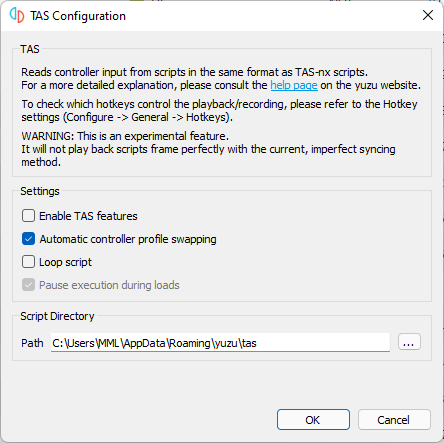 TAS Configuration
TAS
Reads controller input from scripts in the same format as TAS-nx scripts.
For a more detailed explanation, please consult the help page on the yuzu website.
To check which hotkeys control the playback/recording, please refer to the Hotkey
settings (Configure -> General -> Hotkeys).
WARNING: This is an experimental feature.
It will not play back scripts frame perfectly with the current, imperfect syncing
method.
Settings
Enable TAS features
Automatic controller profile swapping
Loop script
Pause execution during loads
Script Directory
Path C:\Users\MML\AppData\Roaming\yuzu\tas ...
OK Cancel